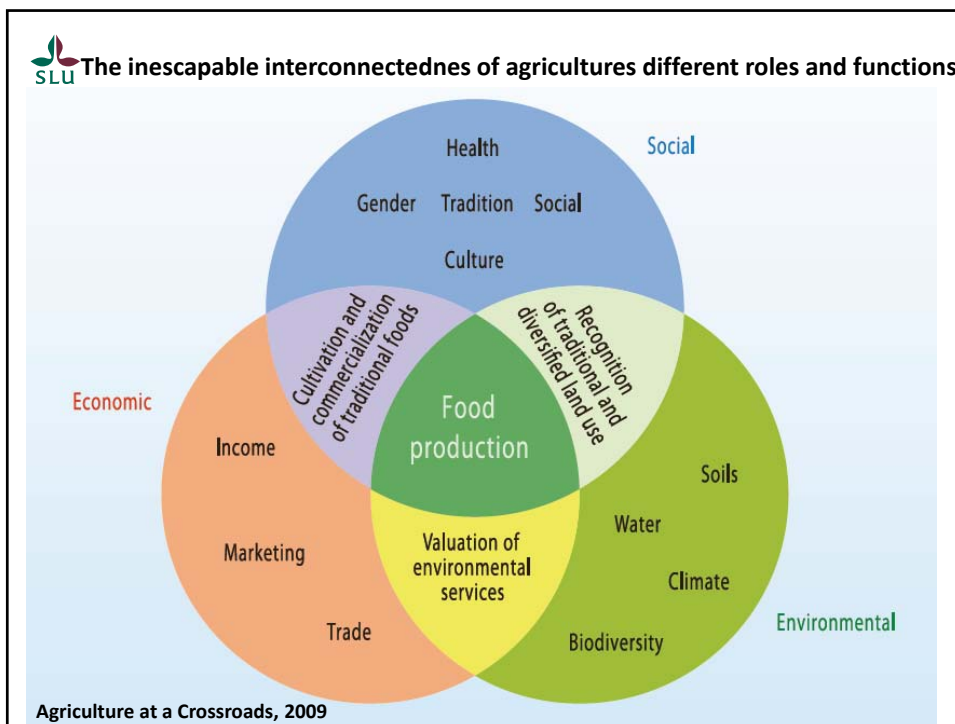 SLU
The inescapable interconnectednes of agricultures different roles and functions
Health
Social
Gender Tradition Social
Culture
Cultivation and
commercialization
of traditional foods
Recognition
of traditional and
diversified land use
Economic
Food
production
Income
Soils
Water
Marketing
Valuation of
environmental
services
Climate
Trade
Biodiversity
Environmental
Agriculture at a Crossroads, 2009